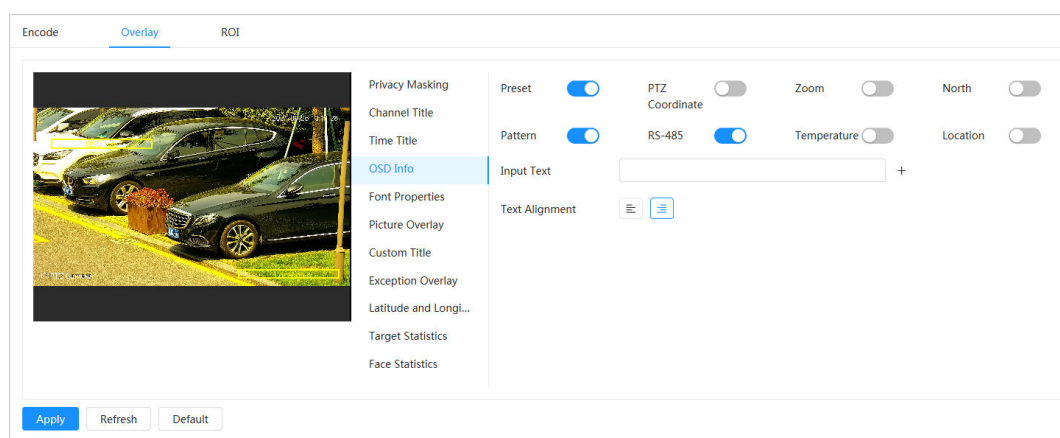 Encode Overlay ROI
Privacy Masking
Channel Title
Time Title
OSD Info
Font Properties
Picture Overlay
Custom Title
Exception Overlay
Latitude and Longi...
Target Statistics
Face Statistics
Preset PTZ Coordinate Zoom North
Pattern RS-485 Temperature Location
Input Text +
Text Alignment
Apply Refresh Default